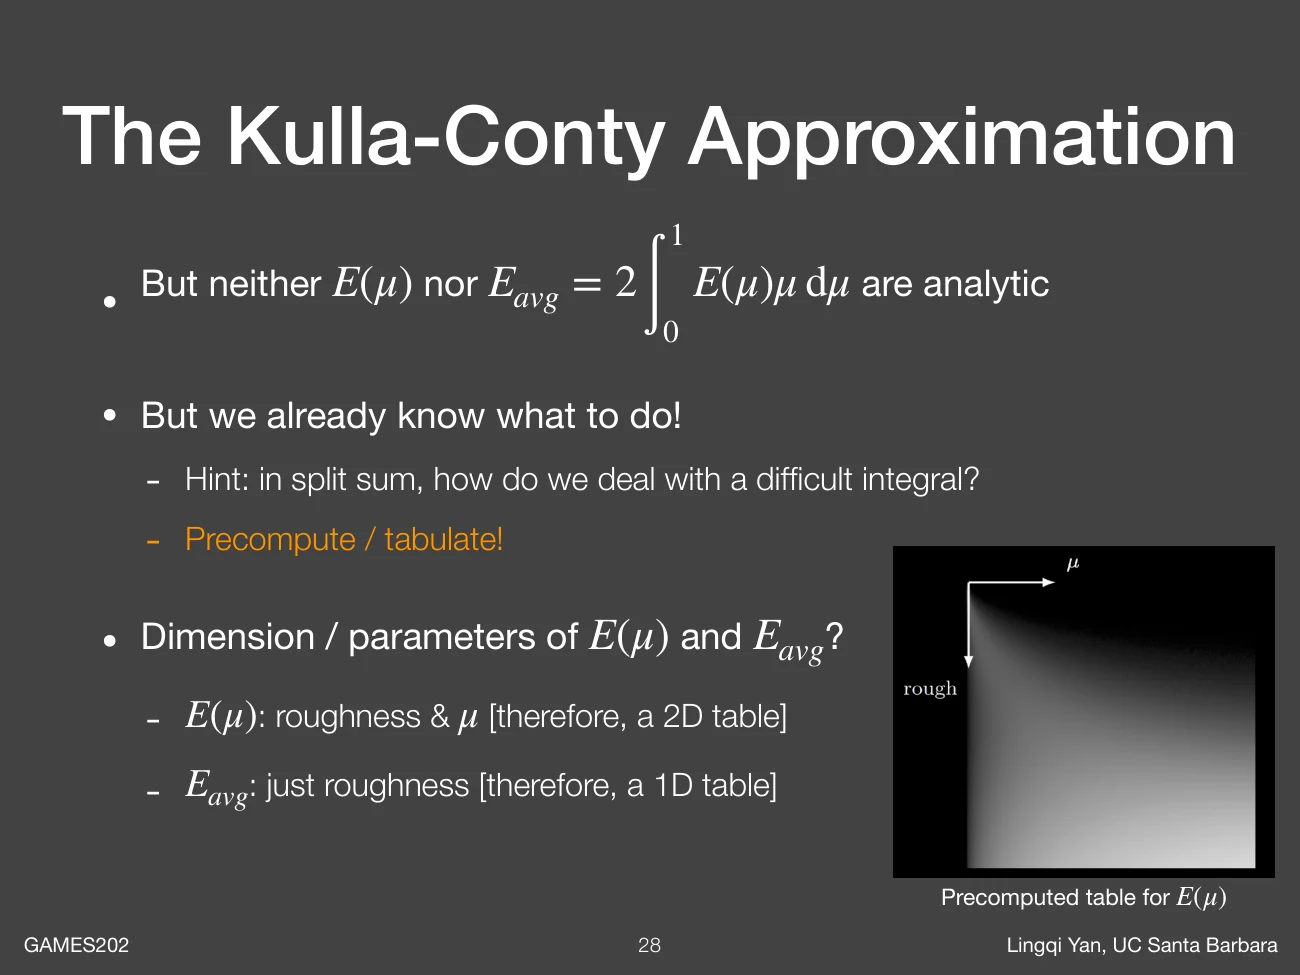 The Kulla-Conty Approximation
• But neither E(μ) nor E_avg = 2 ∫_0^1 E(μ)μ dμ are analytic
• But we already know what to do!
- Hint: in split sum, how do we deal with a difficult integral?
- Precompute / tabulate!
• Dimension / parameters of E(μ) and E_avg?
- E(μ): roughness & μ [therefore, a 2D table]
- E_avg: just roughness [therefore, a 1D table]
μ
rough
Precomputed table for E(μ)
GAMES202
28
Lingqi Yan, UC Santa Barbara